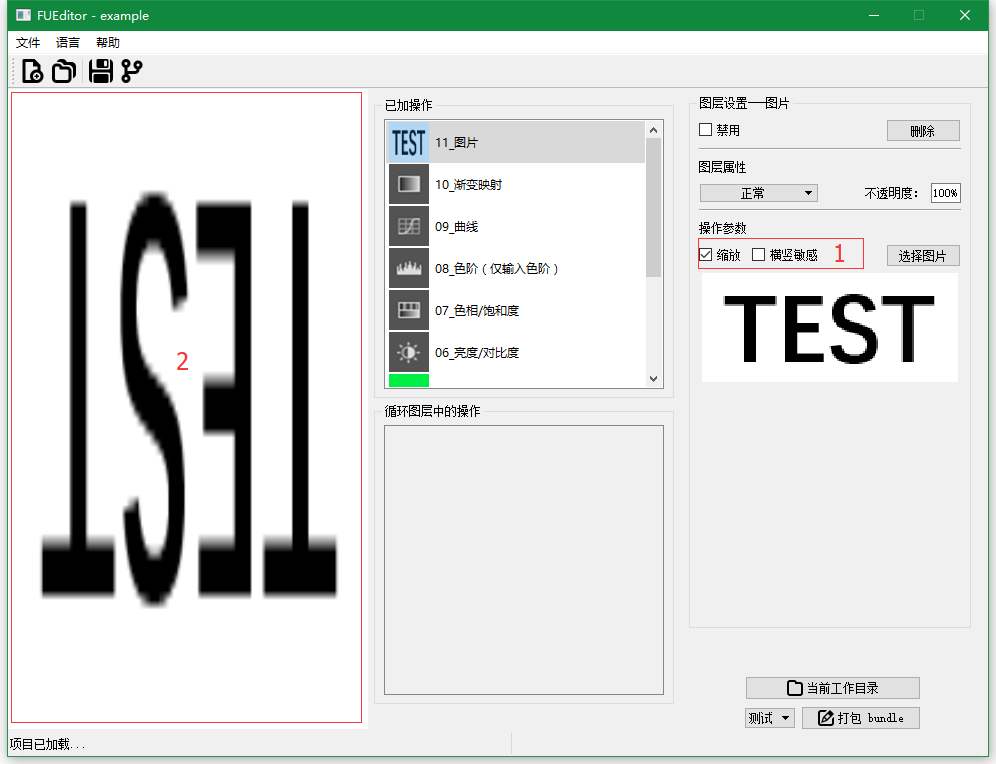 FUEditor - example
文件 语言 帮助
TEST
2
已加操作
TEST 11_图片
10_渐变映射
09_曲线
08_色阶（仅输入色阶）
07_色相/饱和度
06_亮度/对比度
循环图层中的操作
图层设置——图片
禁用 删除
图层属性
正常 不透明度： 100%
操作参数
缩放 横竖敏感 1 选择图片
TEST
当前工作目录
测试 打包 bundle
项目已加载...